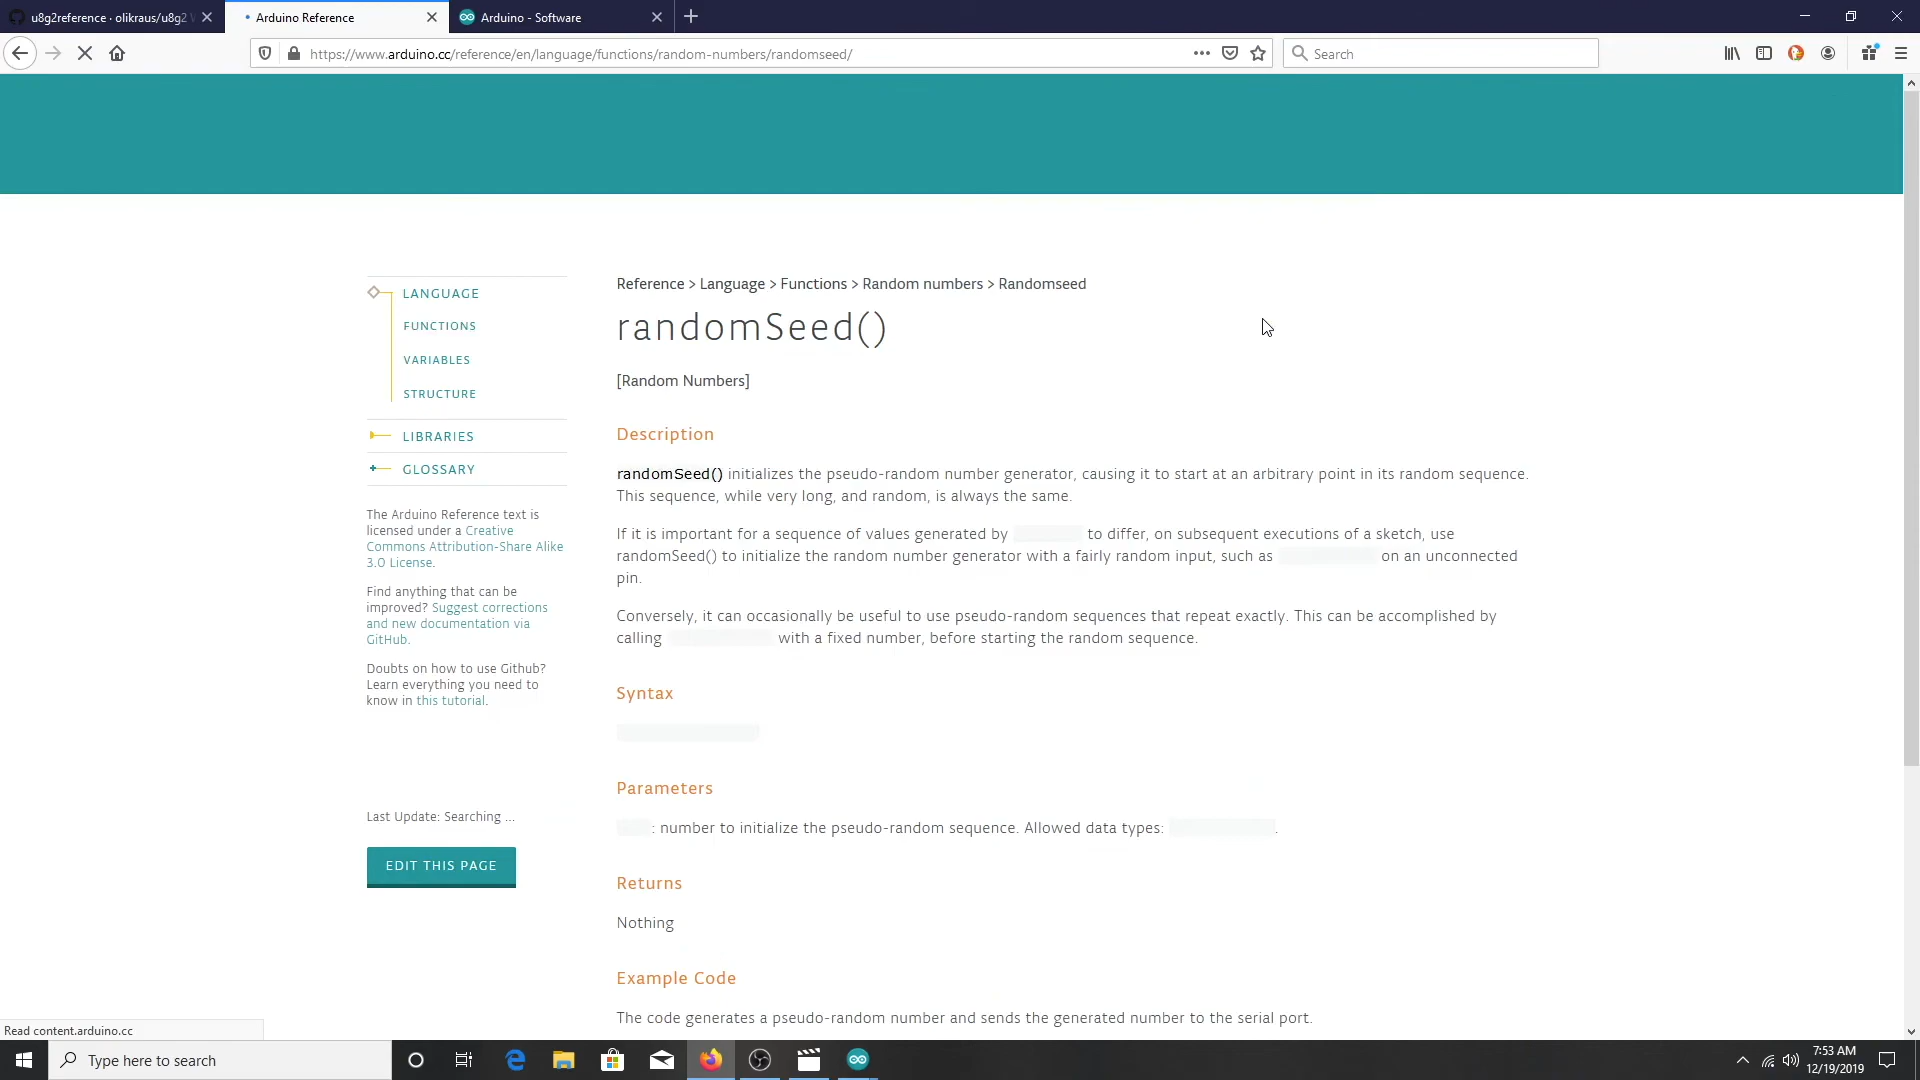 u8g2reference · olikraus/u8g2
Arduino Reference
Arduino - Software
https://www.arduino.cc/reference/en/language/functions/random-numbers/randomseed/
Search
LANGUAGE
FUNCTIONS
VARIABLES
STRUCTURE
LIBRARIES
GLOSSARY
The Arduino Reference text is
licensed under a Creative
Commons Attribution-Share Alike
3.0 License.
Find anything that can be
improved? Suggest corrections
and new documentation via
GitHub.
Doubts on how to use Github?
Learn everything you need to
know in this tutorial.
Last Update: Searching ...
EDIT THIS PAGE
Reference > Language > Functions > Random numbers > Randomseed
randomSeed()
[Random Numbers]
Description
randomSeed() initializes the pseudo-random number generator, causing it to start at an arbitrary point in its random sequence.
This sequence, while very long, and random, is always the same.
If it is important for a sequence of values generated by to differ, on subsequent executions of a sketch, use
randomSeed() to initialize the random number generator with a fairly random input, such as on an unconnected
pin.
Conversely, it can occasionally be useful to use pseudo-random sequences that repeat exactly. This can be accomplished by
calling with a fixed number, before starting the random sequence.
Syntax
Parameters
: number to initialize the pseudo-random sequence. Allowed data types: .
Returns
Nothing
Example Code
The code generates a pseudo-random number and sends the generated number to the serial port.
Read content.arduino.cc
Type here to search
7:53 AM
12/19/2019